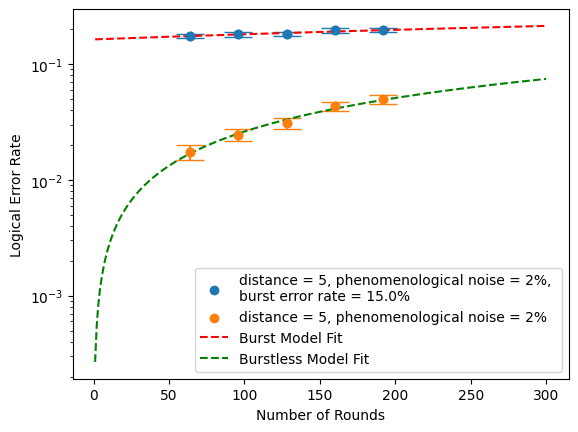 Logical Error Rate
10⁻¹
10⁻²
10⁻³
0 50 100 150 200 250 300
Number of Rounds
distance = 5, phenomenological noise = 2%,
burst error rate = 15.0%
distance = 5, phenomenological noise = 2%
Burst Model Fit
Burstless Model Fit